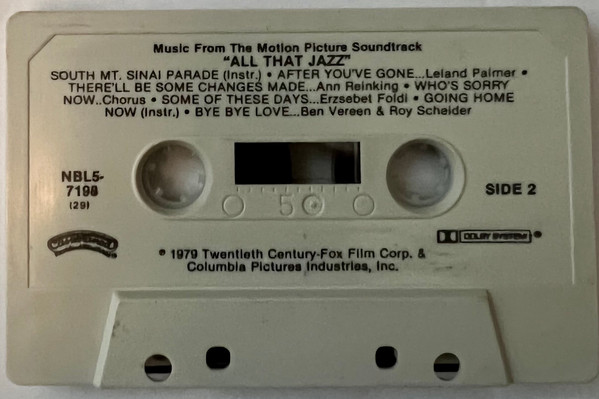 Music From The Motion Picture Soundtrack
"ALL THAT JAZZ"
SOUTH MT. SINAI PARADE (Instr.) • AFTER YOU'VE GONE...Leland Palmer •
THERE'LL BE SOME CHANGES MADE...Ann Reinking • WHO'S SORRY
NOW..Chorus • SOME OF THESE DAYS...Erzsebet Foldi • GOING HOME
NOW (Instr.) • BYE BYE LOVE...Ben Vereen & Roy Scheider
NBL5-
7198
(29)
SIDE 2
50
Casablanca
DOLBY SYSTEM ®
℗ 1979 Twentieth Century-Fox Film Corp. &
Columbia Pictures Industries, Inc.